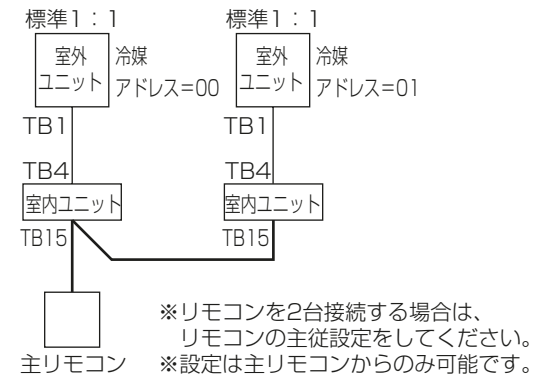 標準1：1　標準1：1
室外
ユニット
冷媒
アドレス=00
室外
ユニット
冷媒
アドレス=01
TB1　TB1
TB4　TB4
室内ユニット　室内ユニット
TB15　TB15
主リモコン
※リモコンを2台接続する場合は、
リモコンの主従設定をしてください。
※設定は主リモコンからのみ可能です。